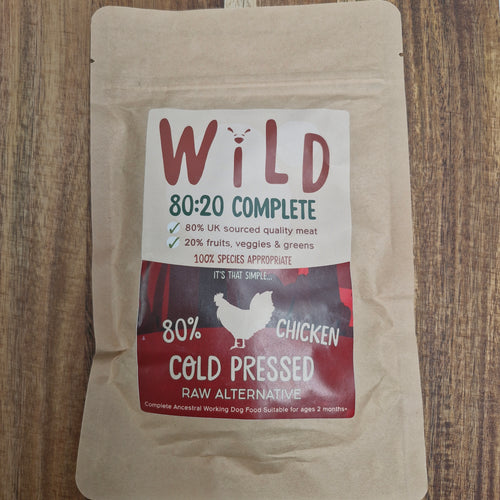 WiLD
80:20 COMPLETE
✓ 80% UK sourced quality meat
✓ 20% fruits, veggies & greens
100% SPECIES APPROPRIATE
IT'S THAT SIMPLE...
80% CHICKEN
COLD PRESSED
RAW ALTERNATIVE
Complete Ancestral Working Dog Food Suitable for ages 2 months+